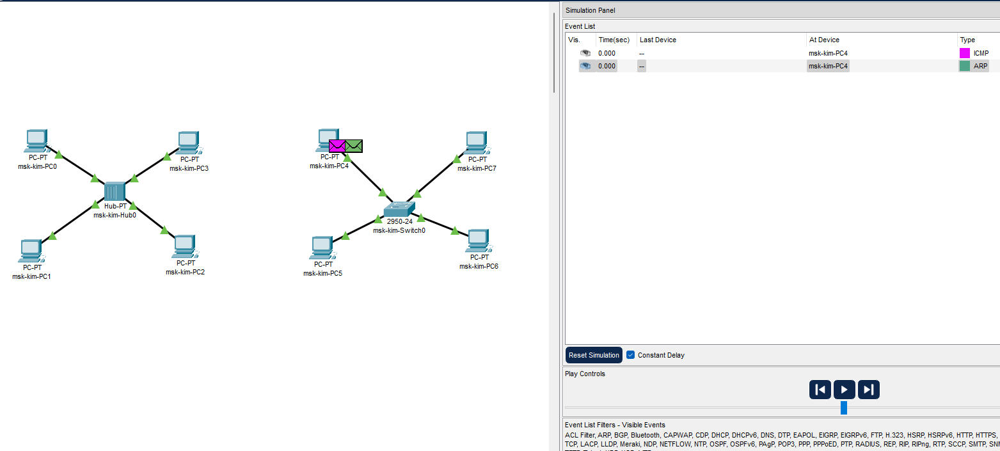 Simulation Panel
Event List
Vis. Time(sec) Last Device At Device Type
0.000 -- msk-kim-PC4 ICMP
0.000 -- msk-kim-PC4 ARP
PC-PT
msk-kim-PC0
PC-PT
msk-kim-PC3
Hub-PT
msk-kim-Hub0
PC-PT
msk-kim-PC1
PC-PT
msk-kim-PC2
PC-PT
msk-kim-PC4
PC-PT
msk-kim-PC7
2950-24
msk-kim-Switch0
PC-PT
msk-kim-PC5
PC-PT
msk-kim-PC6
Reset Simulation Constant Delay
Play Controls
Event List Filters - Visible Events
ACL Filter, ARP, BGP, Bluetooth, CAPWAP, CDP, DHCP, DHCPv6, DNS, DTP, EAPOL, EIGRP, EIGRPv6, FTP, H.323, HSRP, HSRPv6, HTTP, HTTPS,
TCP, LACP, LLDP, Meraki, NDP, NETFLOW, NTP, OSPF, OSPFv6, PAgP, POP3, PPP, PPPoED, PTP, RADIUS, REP, RIP, RIPng, RTP, SCCP, SMTP,